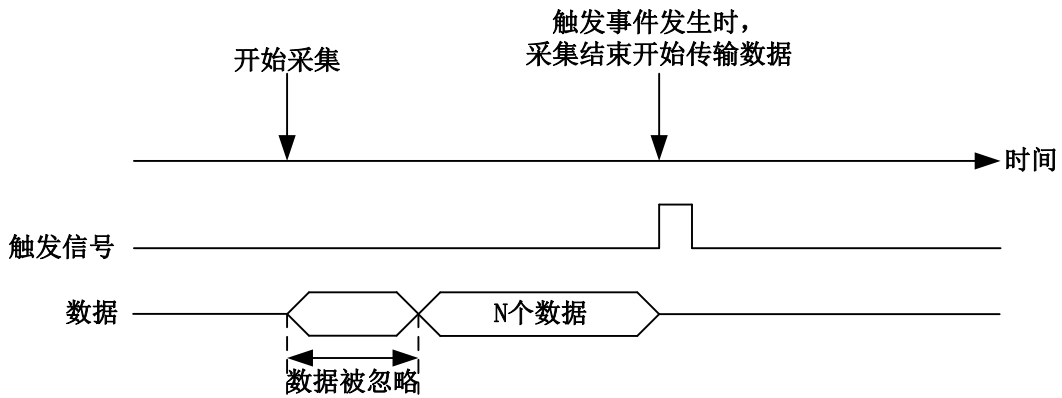 触发事件发生时，
采集结束开始传输数据
开始采集
时间
触发信号
数据
N个数据
数据被忽略